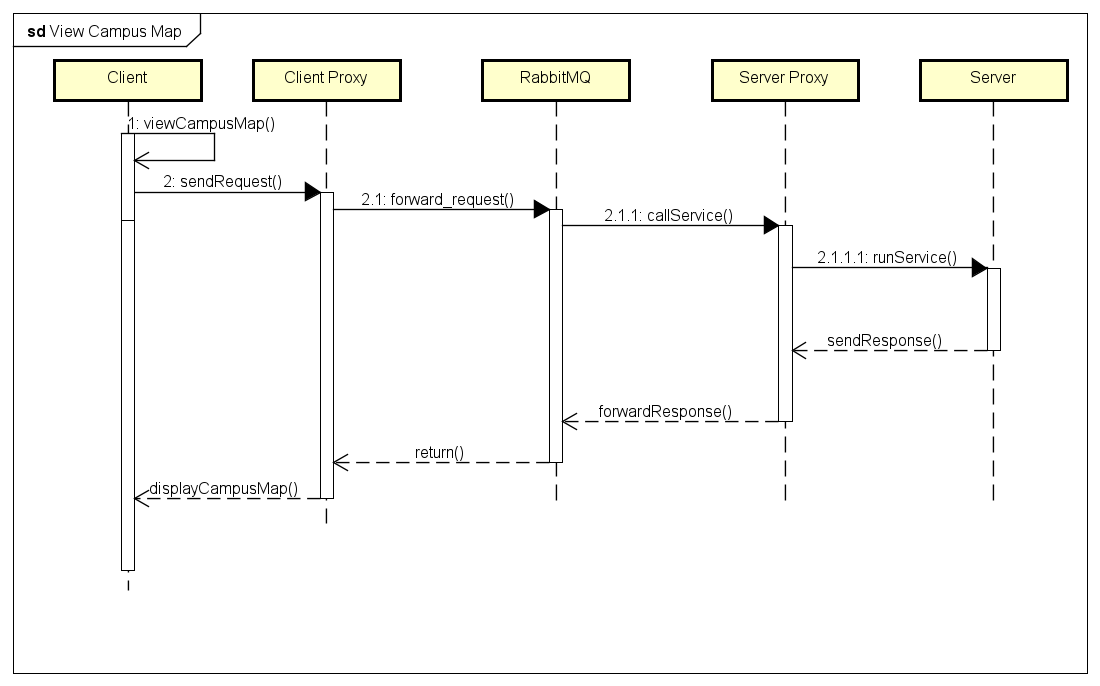 sd View Campus Map
Client
Client Proxy
RabbitMQ
Server Proxy
Server
1: viewCampusMap()
2: sendRequest()
2.1: forward_request()
2.1.1: callService()
2.1.1.1: runService()
sendResponse()
forwardResponse()
return()
displayCampusMap()